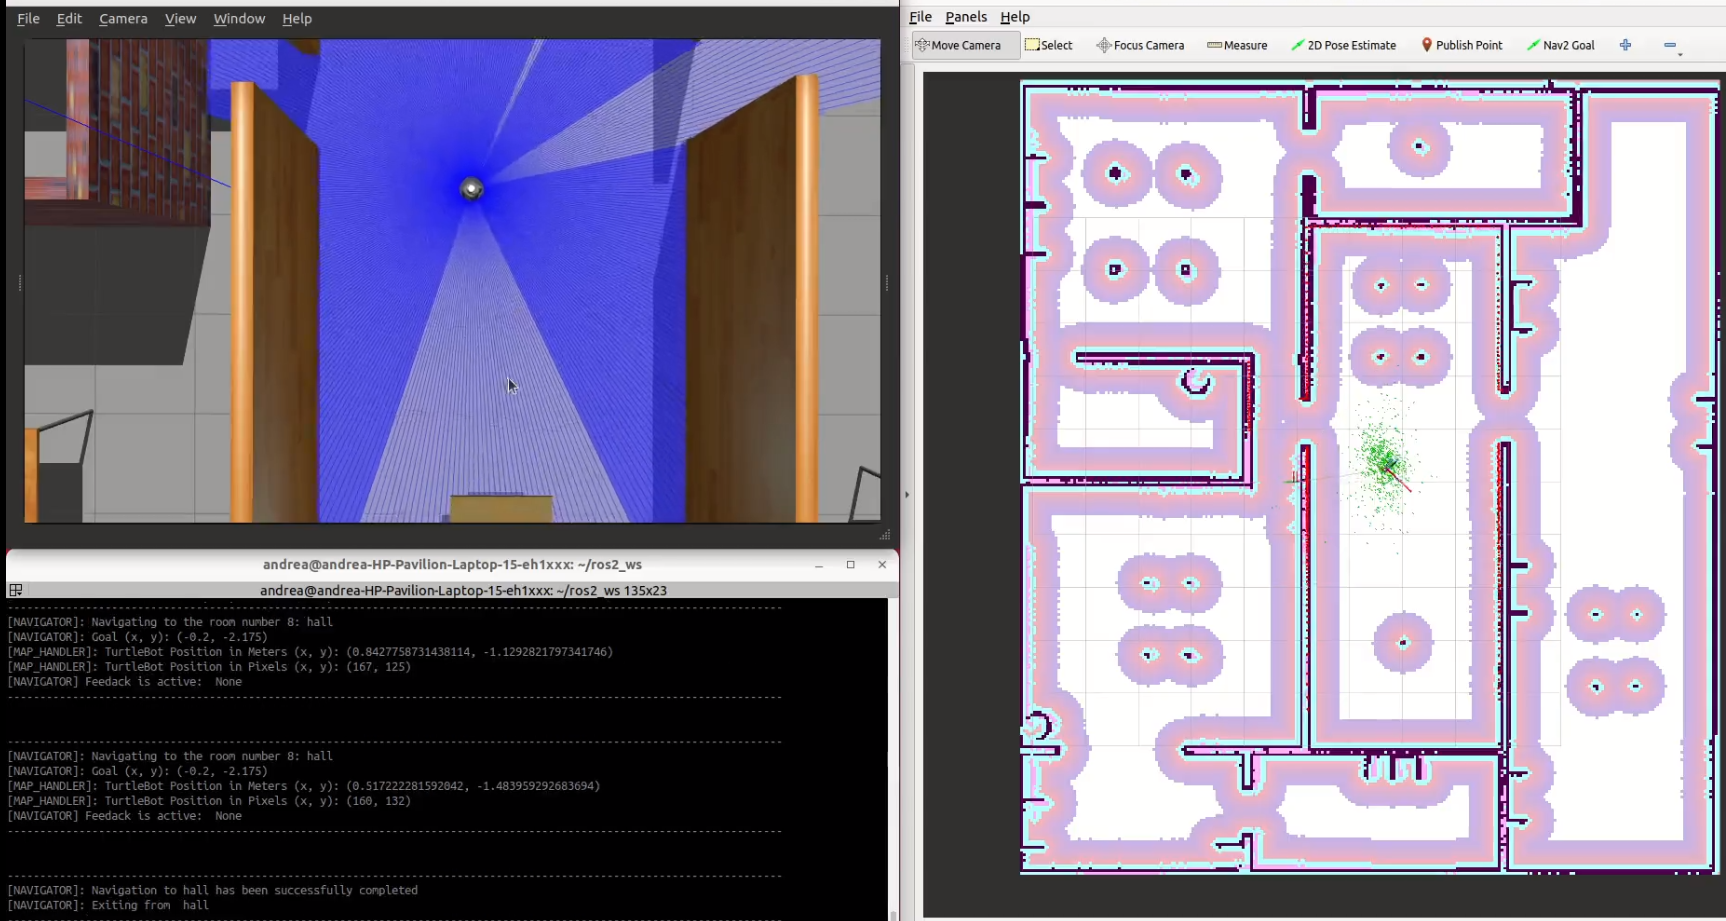 File Edit Camera View Window Help
File Panels Help
Move Camera Select Focus Camera Measure 2D Pose Estimate Publish Point Nav2 Goal
andrea@andrea-HP-Pavilion-Laptop-15-eh1xxx: ~/ros2_ws
andrea@andrea-HP-Pavilion-Laptop-15-eh1xxx: ~/ros2_ws 135x23
[NAVIGATOR]: Navigating to the room number 8: hall
[NAVIGATOR]: Goal (x, y): (-0.2, -2.175)
[MAP_HANDLER]: TurtleBot Position in Meters (x, y): (0.8427758731438114, -1.1292821797341746)
[MAP_HANDLER]: TurtleBot Position in Pixels (x, y): (167, 125)
[NAVIGATOR] Feedack is active:  None
[NAVIGATOR]: Navigating to the room number 8: hall
[NAVIGATOR]: Goal (x, y): (-0.2, -2.175)
[MAP_HANDLER]: TurtleBot Position in Meters (x, y): (0.517222281592042, -1.483959292683694)
[MAP_HANDLER]: TurtleBot Position in Pixels (x, y): (160, 132)
[NAVIGATOR] Feedack is active:  None
[NAVIGATOR]: Navigation to hall has been successfully completed
[NAVIGATOR]: Exiting from  hall